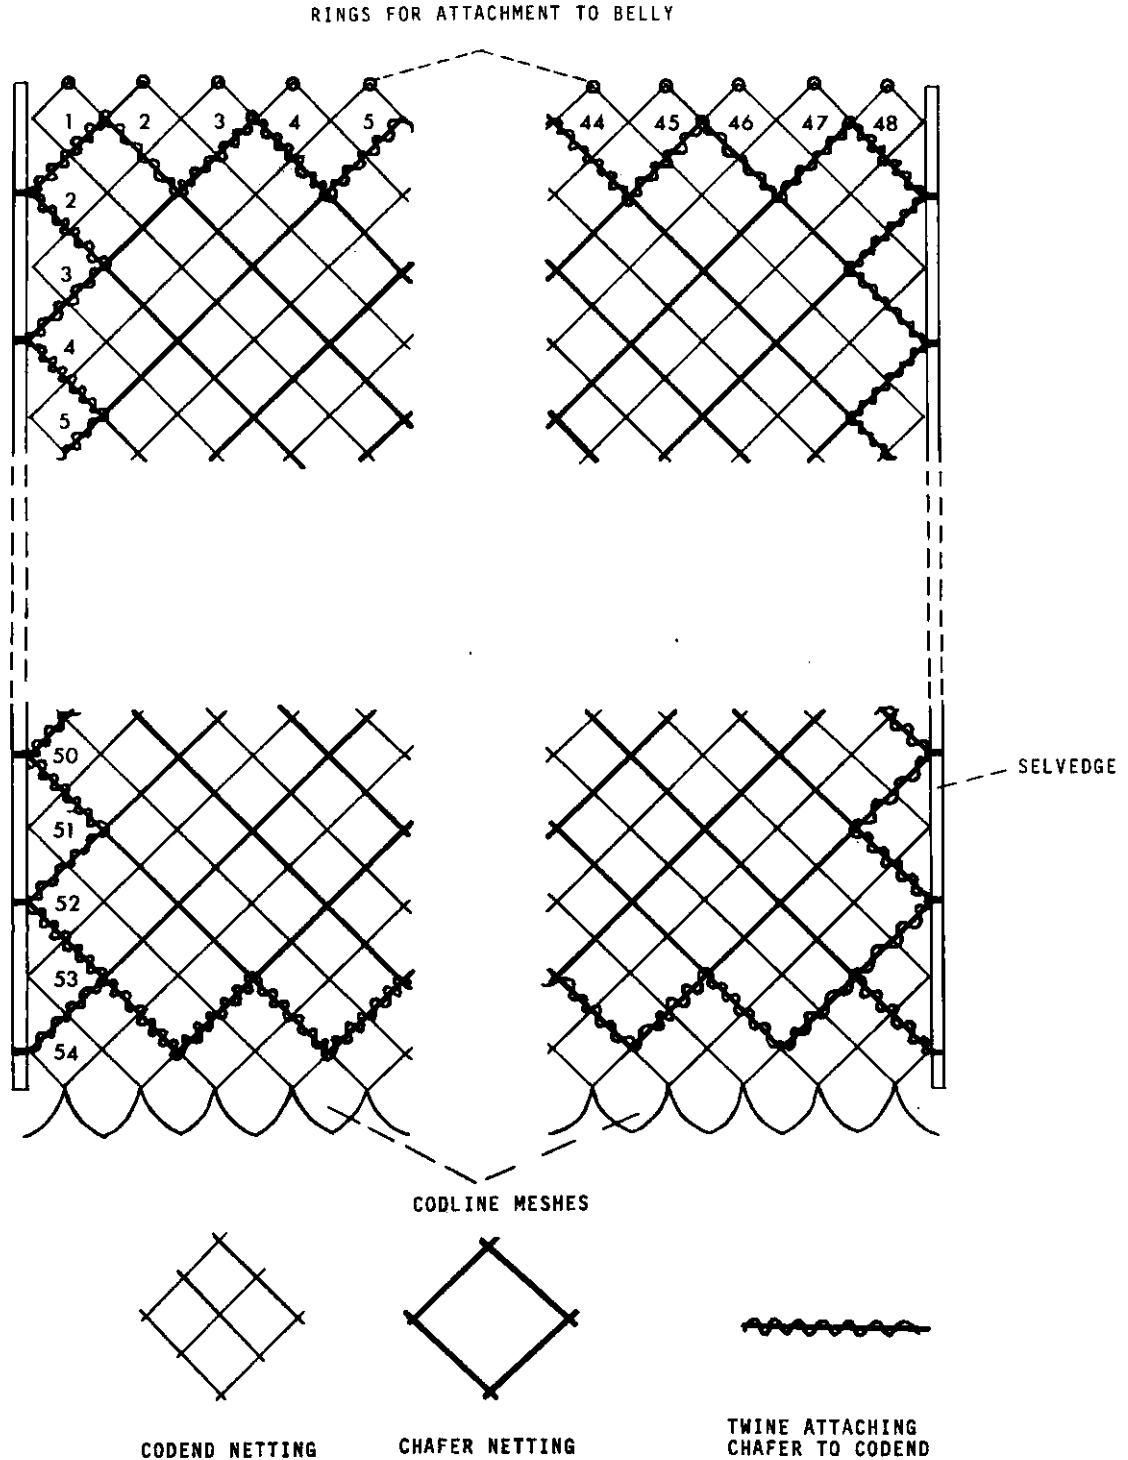 RINGS FOR ATTACHMENT TO BELLY
1 2 3 4 5 44 45 46 47 48
2
3
4
5
50
51
52
53
54
SELVEDGE
CODLINE MESHES
CODEND NETTING
CHAFER NETTING
TWINE ATTACHING
CHAFER TO CODEND